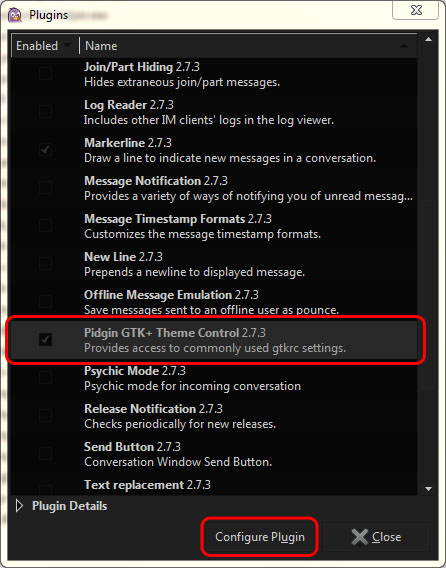 Plugins
Enabled Name
Join/Part Hiding 2.7.3
Hides extraneous join/part messages.
Log Reader 2.7.3
Includes other IM clients' logs in the log viewer.
Markerline 2.7.3
Draw a line to indicate new messages in a conversation.
Message Notification 2.7.3
Provides a variety of ways of notifying you of unread messag...
Message Timestamp Formats 2.7.3
Customizes the message timestamp formats.
New Line 2.7.3
Prepends a newline to displayed message.
Offline Message Emulation 2.7.3
Save messages sent to an offline user as pounce.
Pidgin GTK+ Theme Control 2.7.3
Provides access to commonly used gtkrc settings.
Psychic Mode 2.7.3
Psychic mode for incoming conversation
Release Notification 2.7.3
Checks periodically for new releases.
Send Button 2.7.3
Conversation Window Send Button.
Text replacement 2.7.3
Plugin Details
Configure Plugin Close